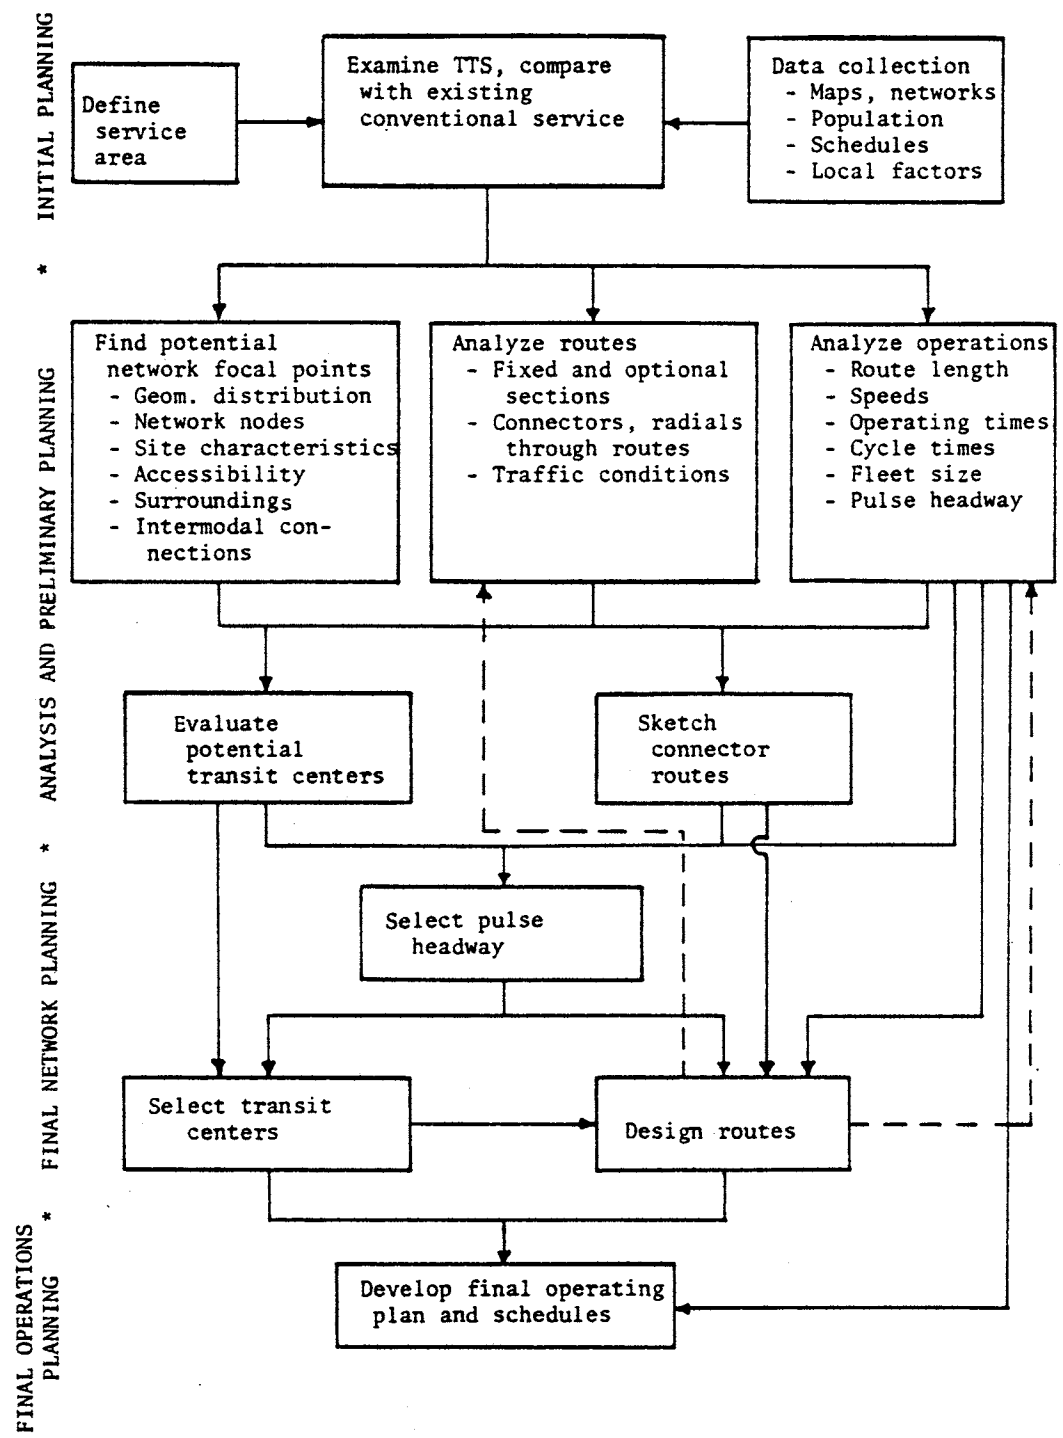 INITIAL PLANNING
*
ANALYSIS AND PRELIMINARY PLANNING
*
FINAL NETWORK PLANNING
*
FINAL OPERATIONS
PLANNING
Define
service
area
Examine TTS, compare
with existing
conventional service
Data collection
- Maps, networks
- Population
- Schedules
- Local factors
Find potential
network focal points
- Geom. distribution
- Network nodes
- Site characteristics
- Accessibility
- Surroundings
- Intermodal con-
nections
Analyze routes
- Fixed and optional
sections
- Connectors, radials
through routes
- Traffic conditions
Analyze operations
- Route length
- Speeds
- Operating times
- Cycle times
- Fleet size
- Pulse headway
Evaluate
potential
transit centers
Sketch
connector
routes
Select pulse
headway
Select transit
centers
Design routes
Develop final operating
plan and schedules